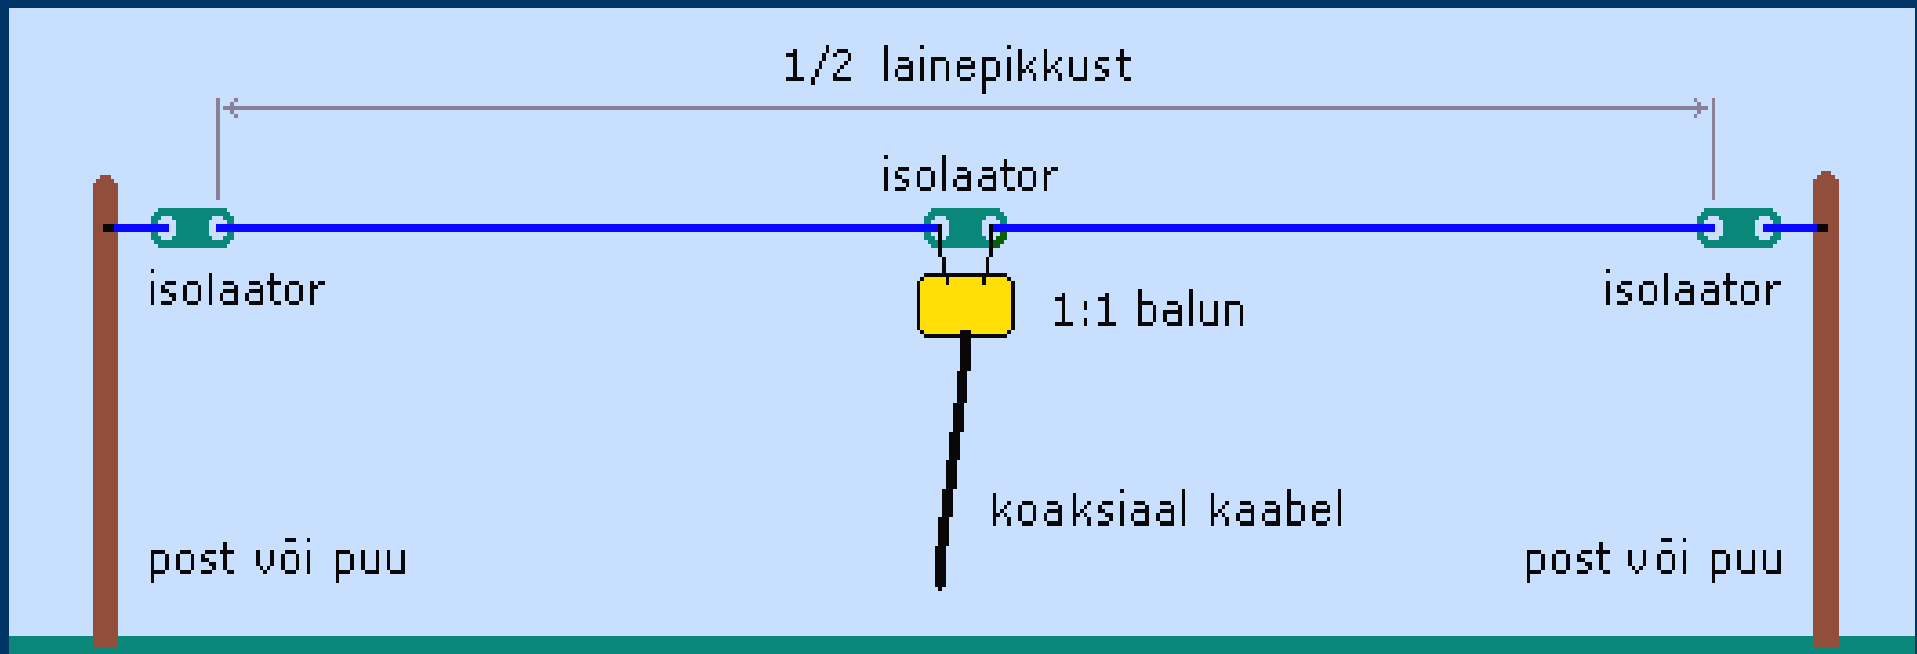 1/2 lainepikkust
isolaator
isolaator
isolaator
1:1 balun
koaksiaal kaabel
post või puu
post või puu